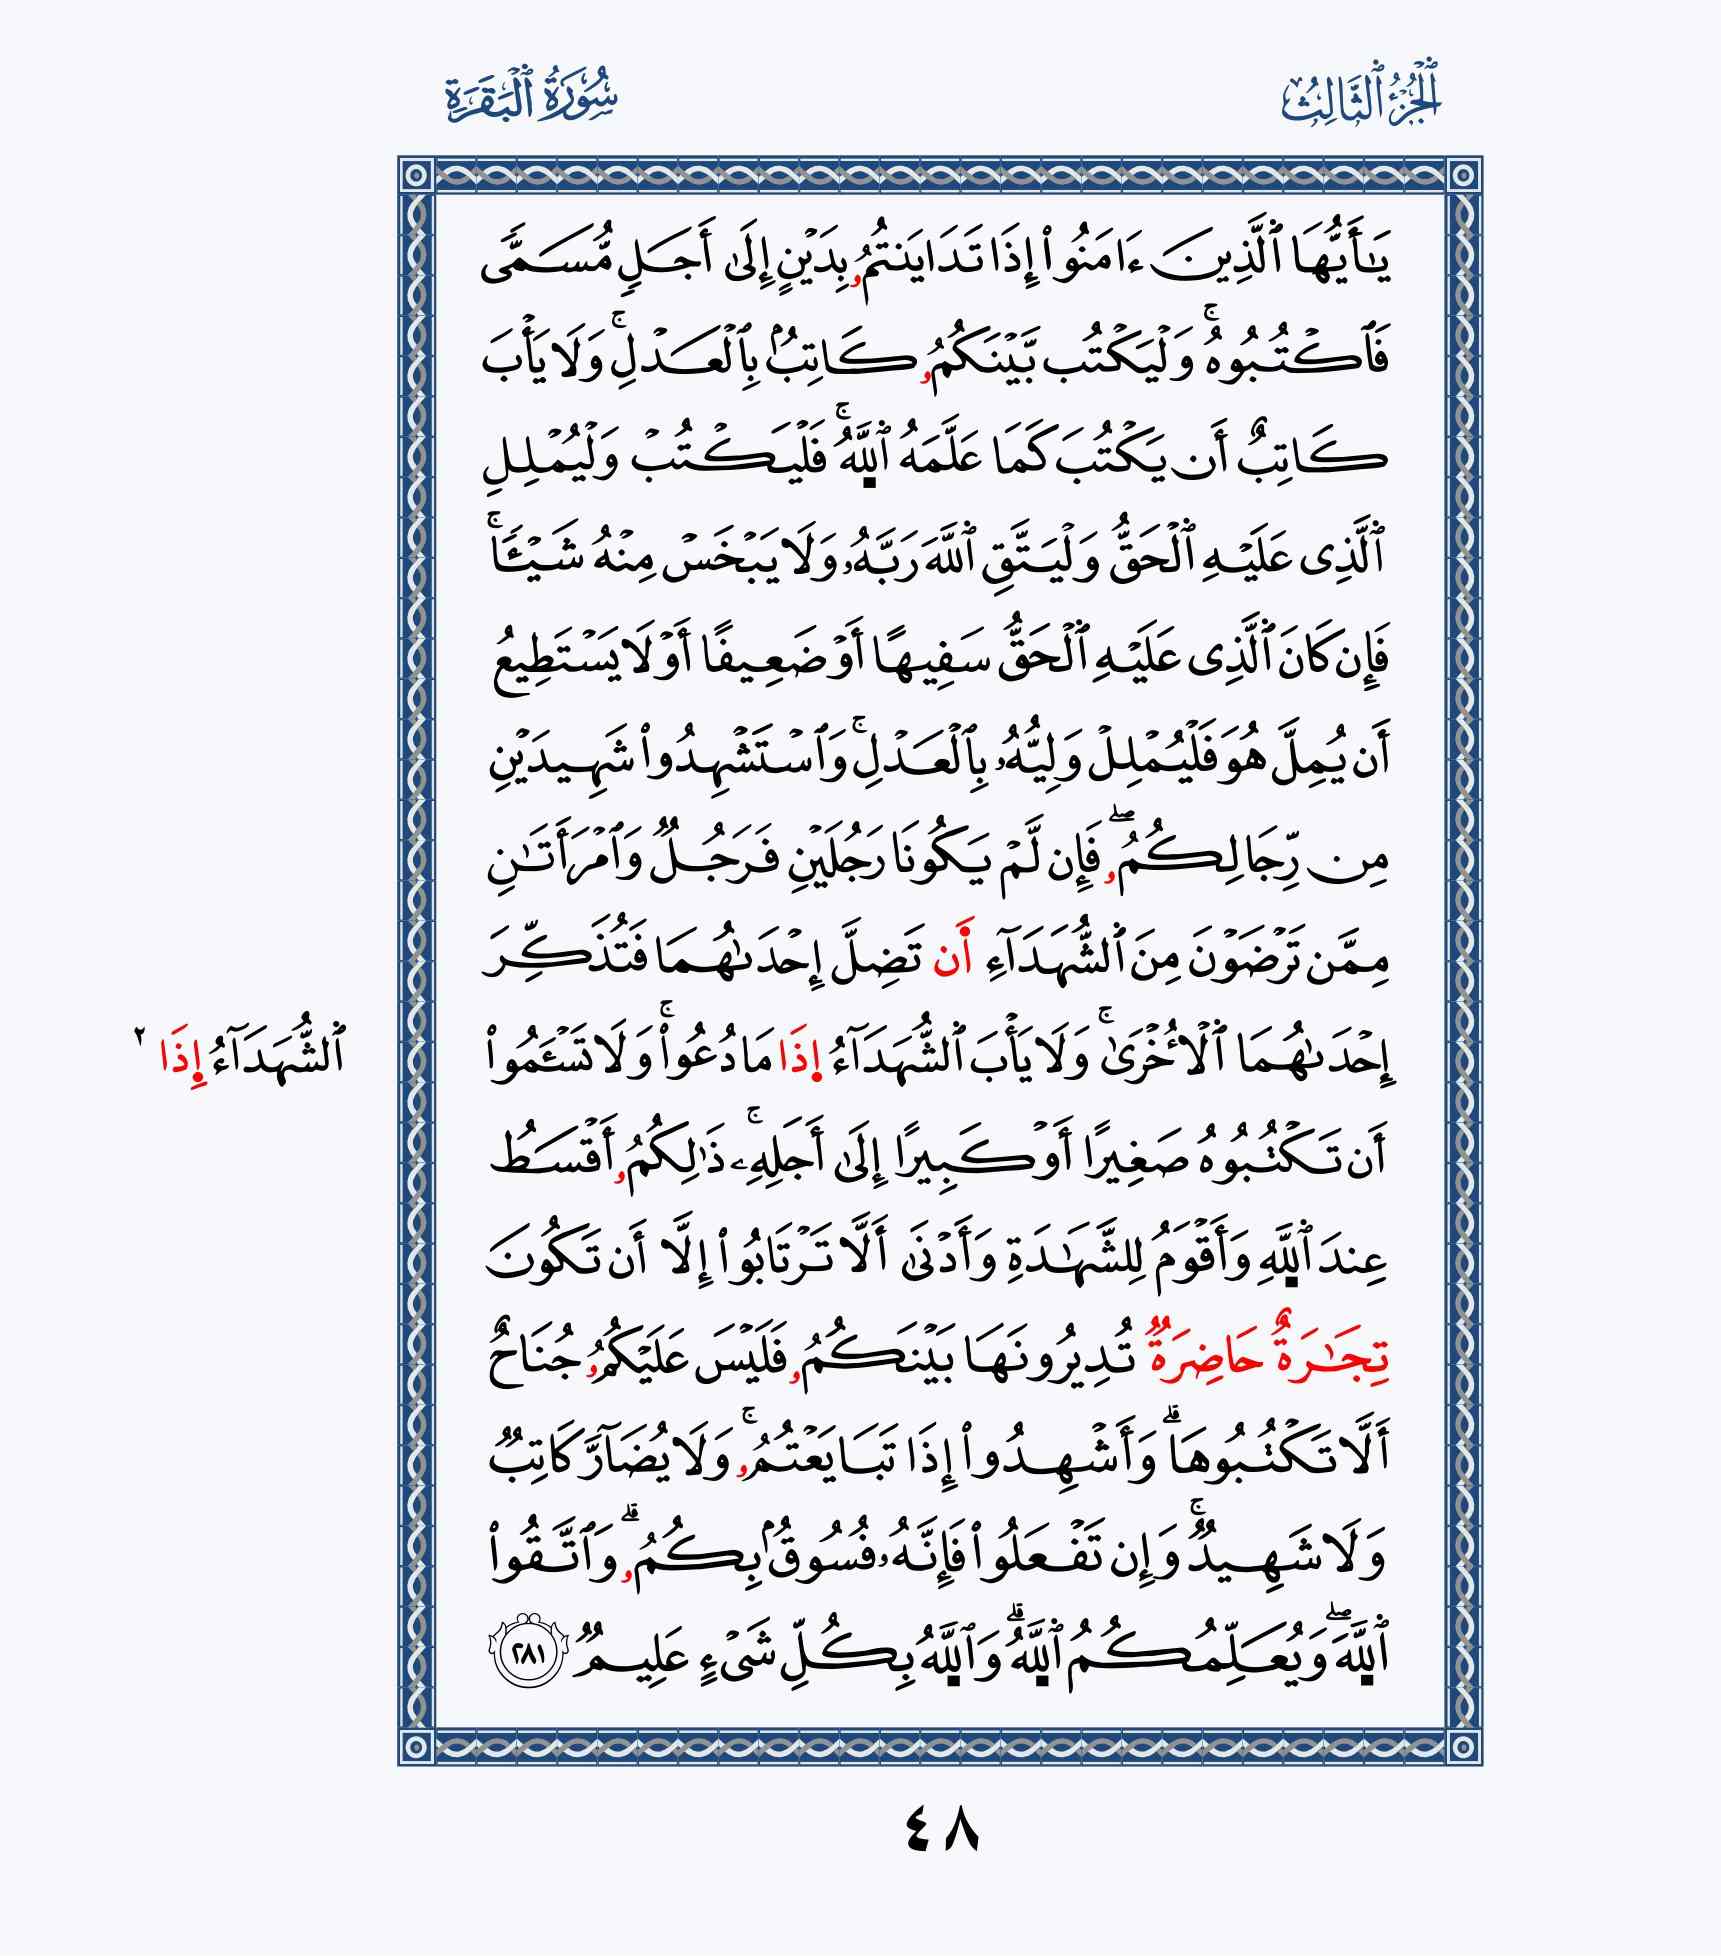 ٱلۡجُزۡءُ ٱلثَّالِثُ
سُورَةُ ٱلۡبَقَرَةِ
يَٰٓأَيُّهَا ٱلَّذِينَ ءَامَنُوٓاْ إِذَا تَدَايَنتُمُۥ بِدَيۡنٍ إِلَىٰٓ أَجَلٖ مُّسَمّٗى
فَٱكۡتُبُوهُۚ وَلۡيَكۡتُب بَّيۡنَكُمُۥ كَاتِبُۢ بِٱلۡعَدۡلِۚ وَلَا يَأۡبَ
كَاتِبٌ أَن يَكۡتُبَ كَمَا عَلَّمَهُ ٱللَّهُۚ فَلۡيَكۡتُبۡ وَلۡيُمۡلِلِ
ٱلَّذِى عَلَيۡهِ ٱلۡحَقُّ وَلۡيَتَّقِ ٱللَّهَ رَبَّهُۥ وَلَا يَبۡخَسۡ مِنۡهُ شَيۡـٔٗاۚ
فَإِن كَانَ ٱلَّذِى عَلَيۡهِ ٱلۡحَقُّ سَفِيهًا أَوۡ ضَعِيفًا أَوۡ لَا يَسۡتَطِيعُ
أَن يُمِلَّ هُوَ فَلۡيُمۡلِلۡ وَلِيُّهُۥ بِٱلۡعَدۡلِۚ وَٱسۡتَشۡهِدُواْ شَهِيدَيۡنِ
مِن رِّجَالِكُمُۥۖ فَإِن لَّمۡ يَكُونَا رَجُلَيۡنِ فَرَجُلٞ وَٱمۡرَأَتَٰنِ
مِمَّن تَرۡضَوۡنَ مِنَ ٱلشُّهَدَآءِ أَن تَضِلَّ إِحۡدَىٰهُمَا فَتُذَكِّرَ
إِحۡدَىٰهُمَا ٱلۡأُخۡرَىٰۚ وَلَا يَأۡبَ ٱلشُّهَدَآءُ إِذَا مَا دُعُواْۚ وَلَا تَسۡـَٔمُوٓاْ
ٱلشُّهَدَآءُ إِذَا ٢
أَن تَكۡتُبُوهُ صَغِيرًا أَوۡ كَبِيرًا إِلَىٰٓ أَجَلِهِۦۚ ذَٰلِكُمُۥ أَقۡسَطُ
عِندَ ٱللَّهِ وَأَقۡوَمُ لِلشَّهَٰدَةِ وَأَدۡنَىٰٓ أَلَّا تَرۡتَابُوٓاْ إِلَّآ أَن تَكُونَ
تِجَٰرَةٌ حَاضِرَةٞ تُدِيرُونَهَا بَيۡنَكُمُۥ فَلَيۡسَ عَلَيۡكُمُۥ جُنَاحٌ
أَلَّا تَكۡتُبُوهَاۗ وَأَشۡهِدُوٓاْ إِذَا تَبَايَعۡتُمُۥۚ وَلَا يُضَآرَّ كَاتِبٞ
وَلَا شَهِيدٞۚ وَإِن تَفۡعَلُواْ فَإِنَّهُۥ فُسُوقُۢ بِكُمُۥۗ وَٱتَّقُواْ
ٱللَّهَۖ وَيُعَلِّمُكُمُ ٱللَّهُۗ وَٱللَّهُ بِكُلِّ شَىۡءٍ عَلِيمٞ ٢٨١
٤٨